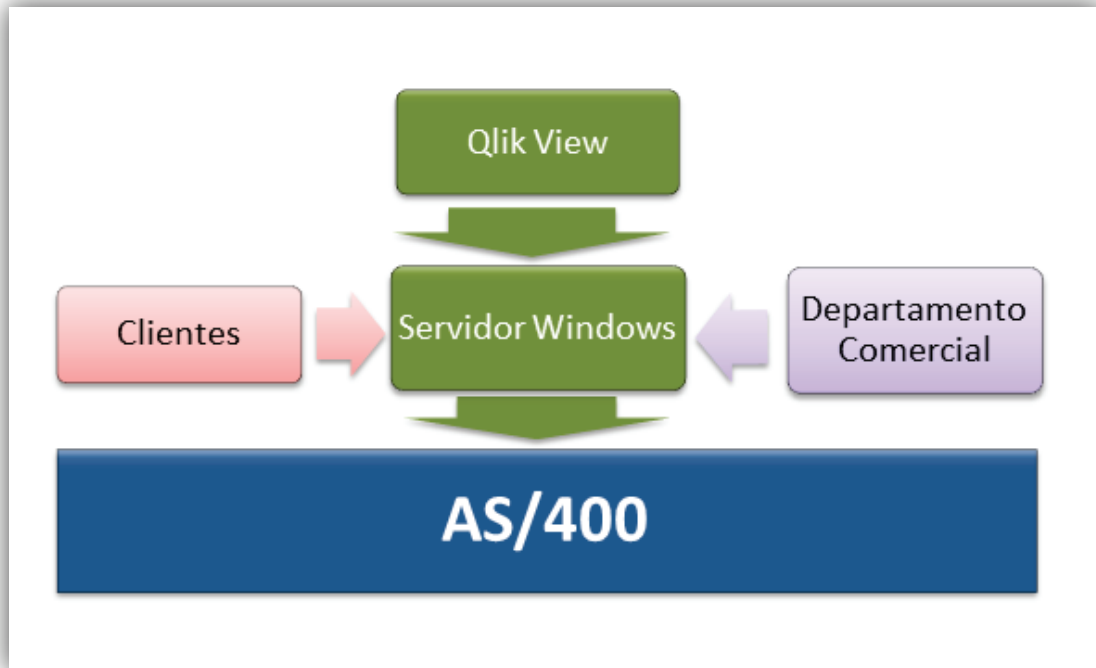 Qlik View
Clientes
Servidor Windows
Departamento
Comercial
AS/400